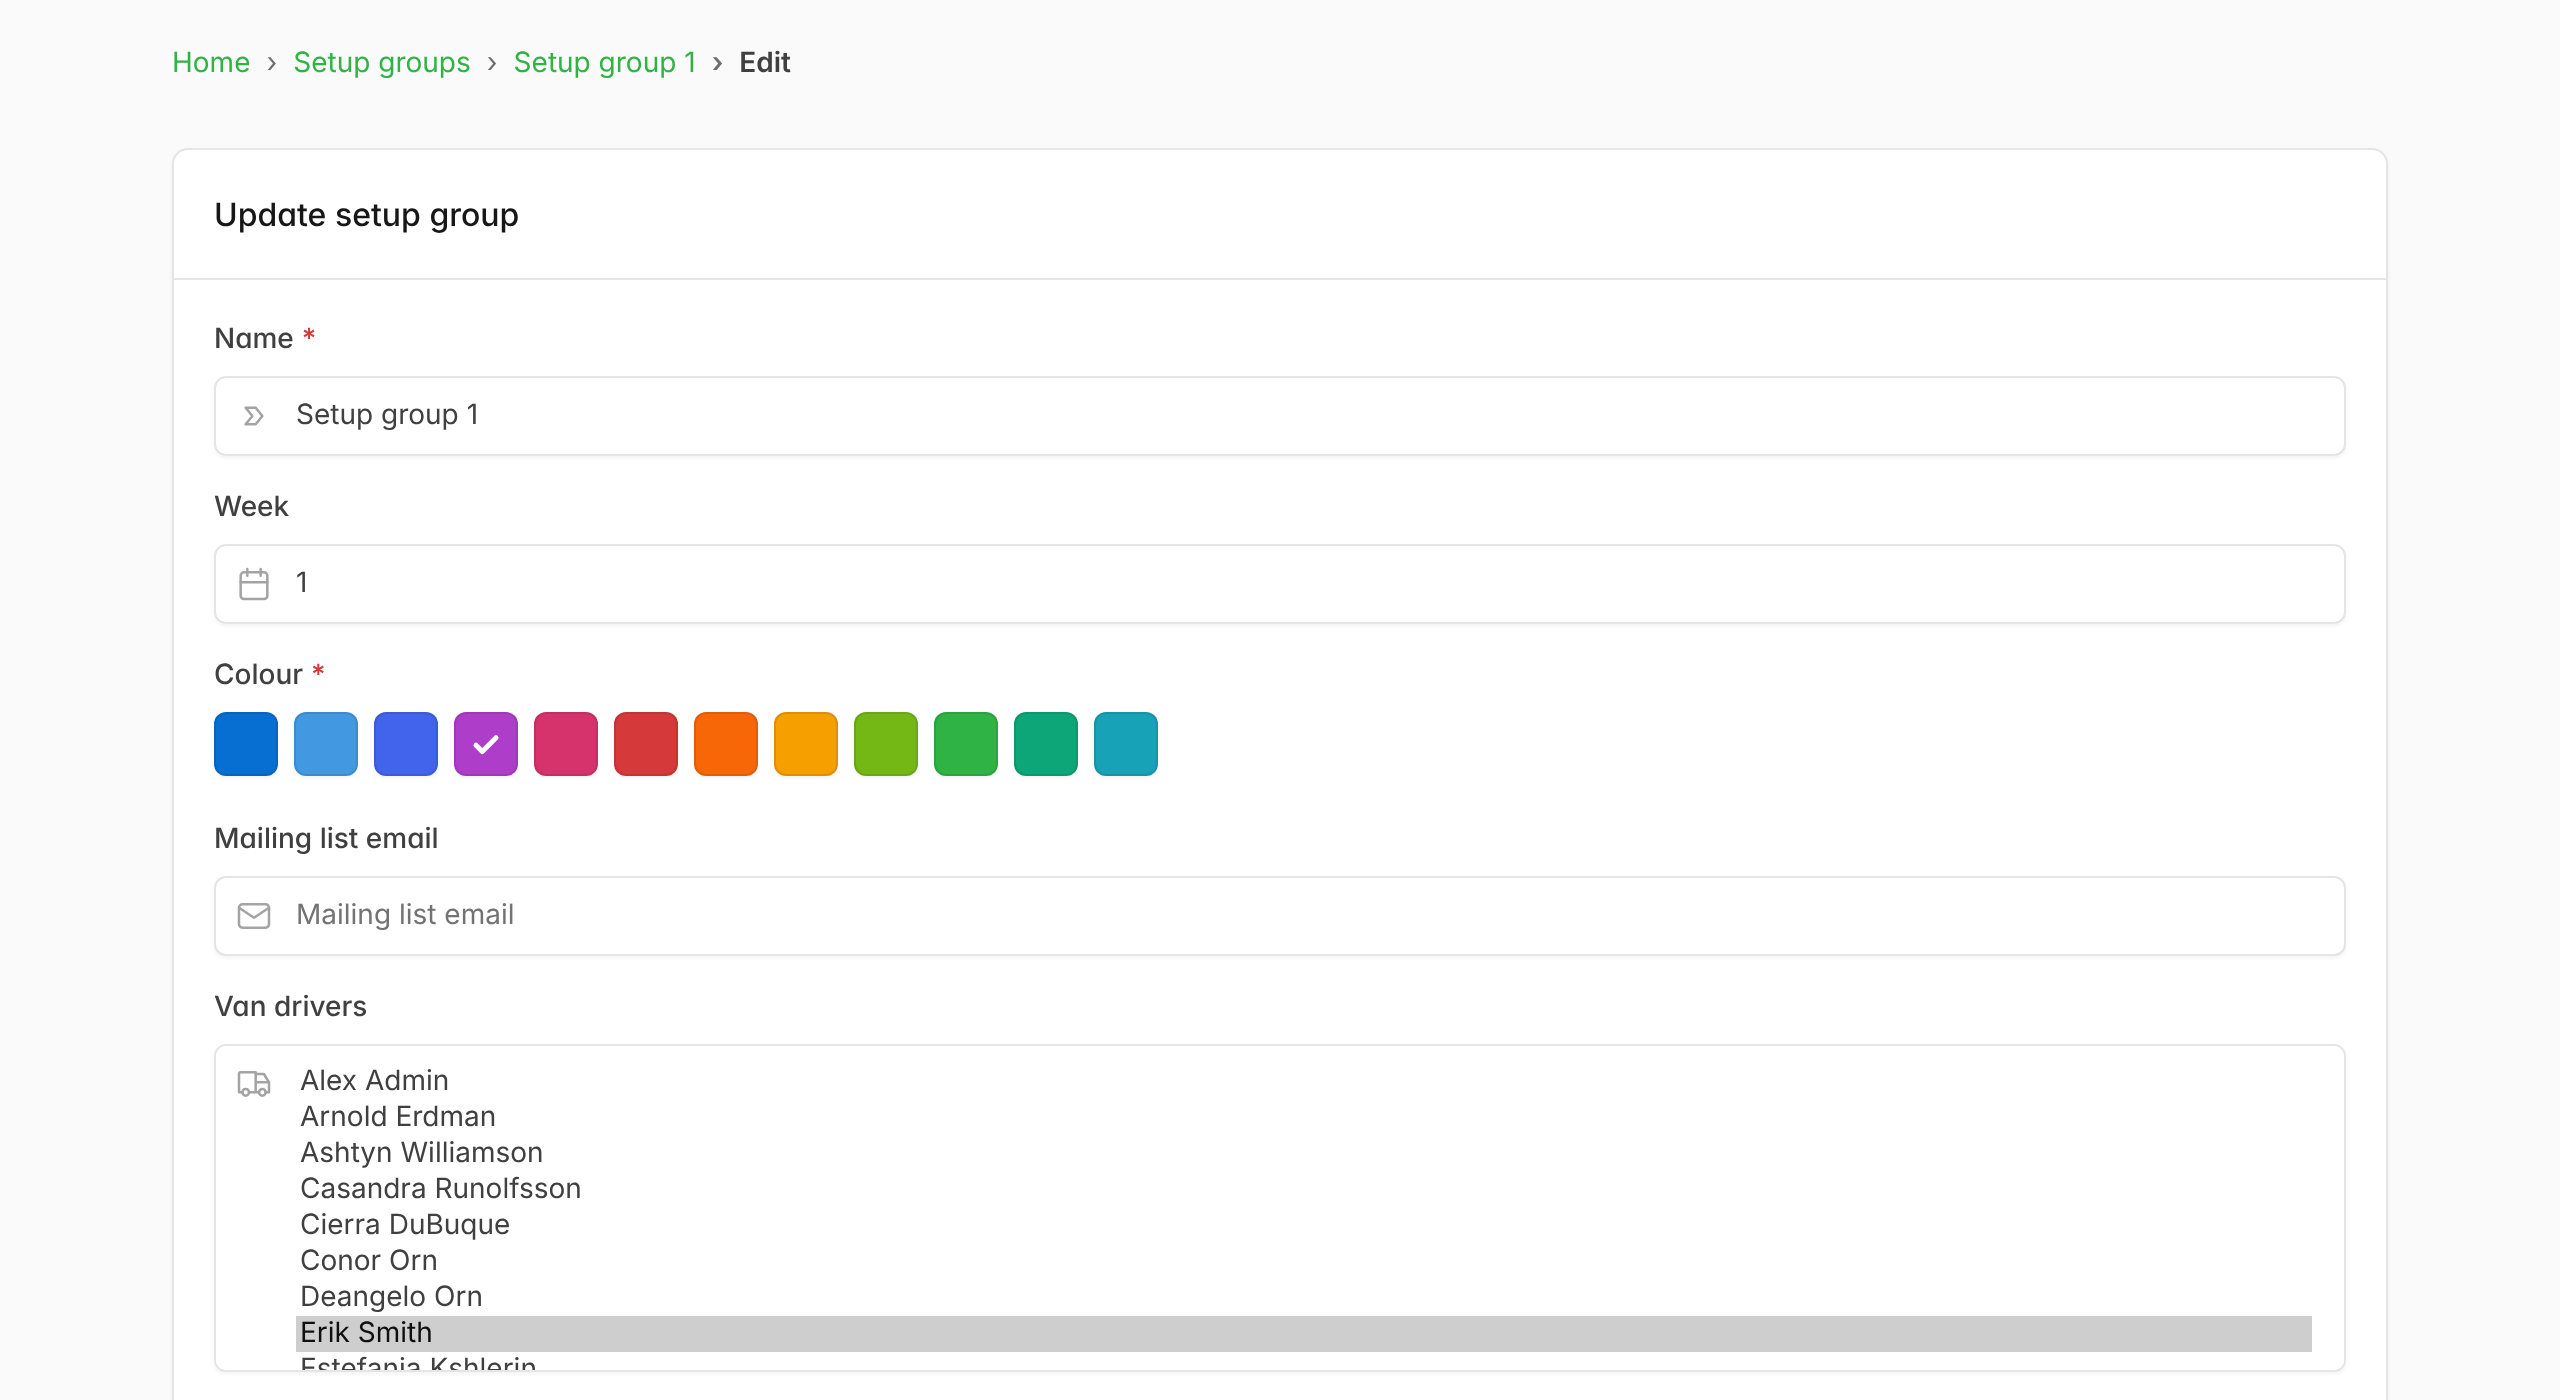 Home › Setup groups › Setup group 1 › Edit
Update setup group
Name *
Setup group 1
Week
1
Colour *
Mailing list email
Mailing list email
Van drivers
Alex Admin
Arnold Erdman
Ashtyn Williamson
Casandra Runolfsson
Cierra DuBuque
Conor Orn
Deangelo Orn
Erik Smith
Estefania Kshlerin